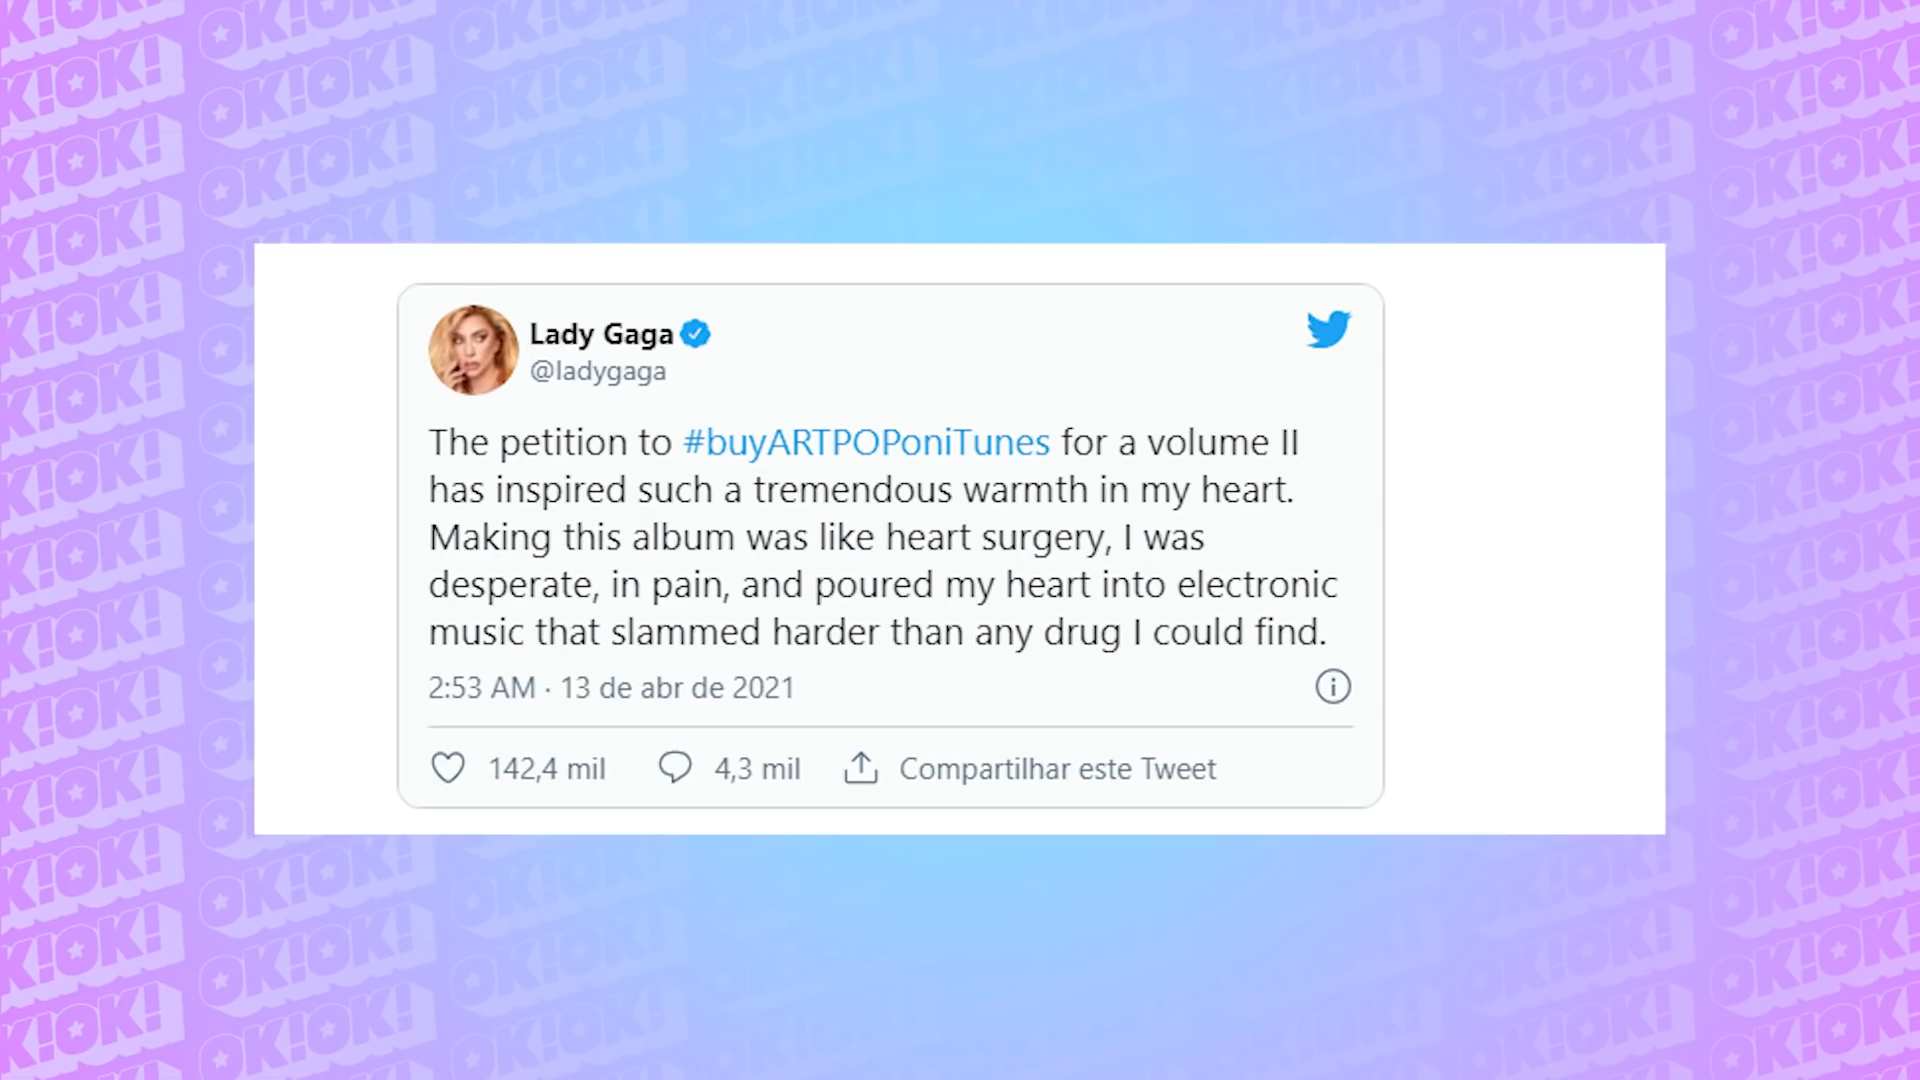 Lady Gaga
@ladygaga
The petition to #buyARTPOPoniTunes for a volume II
has inspired such a tremendous warmth in my heart.
Making this album was like heart surgery, I was
desperate, in pain, and poured my heart into electronic
music that slammed harder than any drug I could find.
2:53 AM · 13 de abr de 2021
142,4 mil 4,3 mil Compartilhar este Tweet
OK!OK!